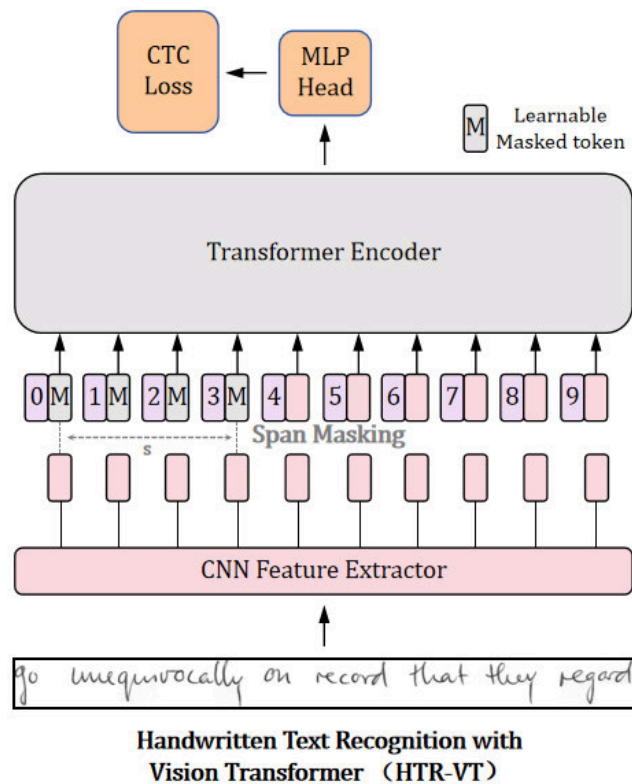 CTC
Loss
MLP
Head
M
Learnable
Masked token
Transformer Encoder
0 M 1 M 2 M 3 M 4 5 6 7 8 9
s
Span Masking
CNN Feature Extractor
go unequivocally on record that they regard
Handwritten Text Recognition with
Vision Transformer （HTR-VT）